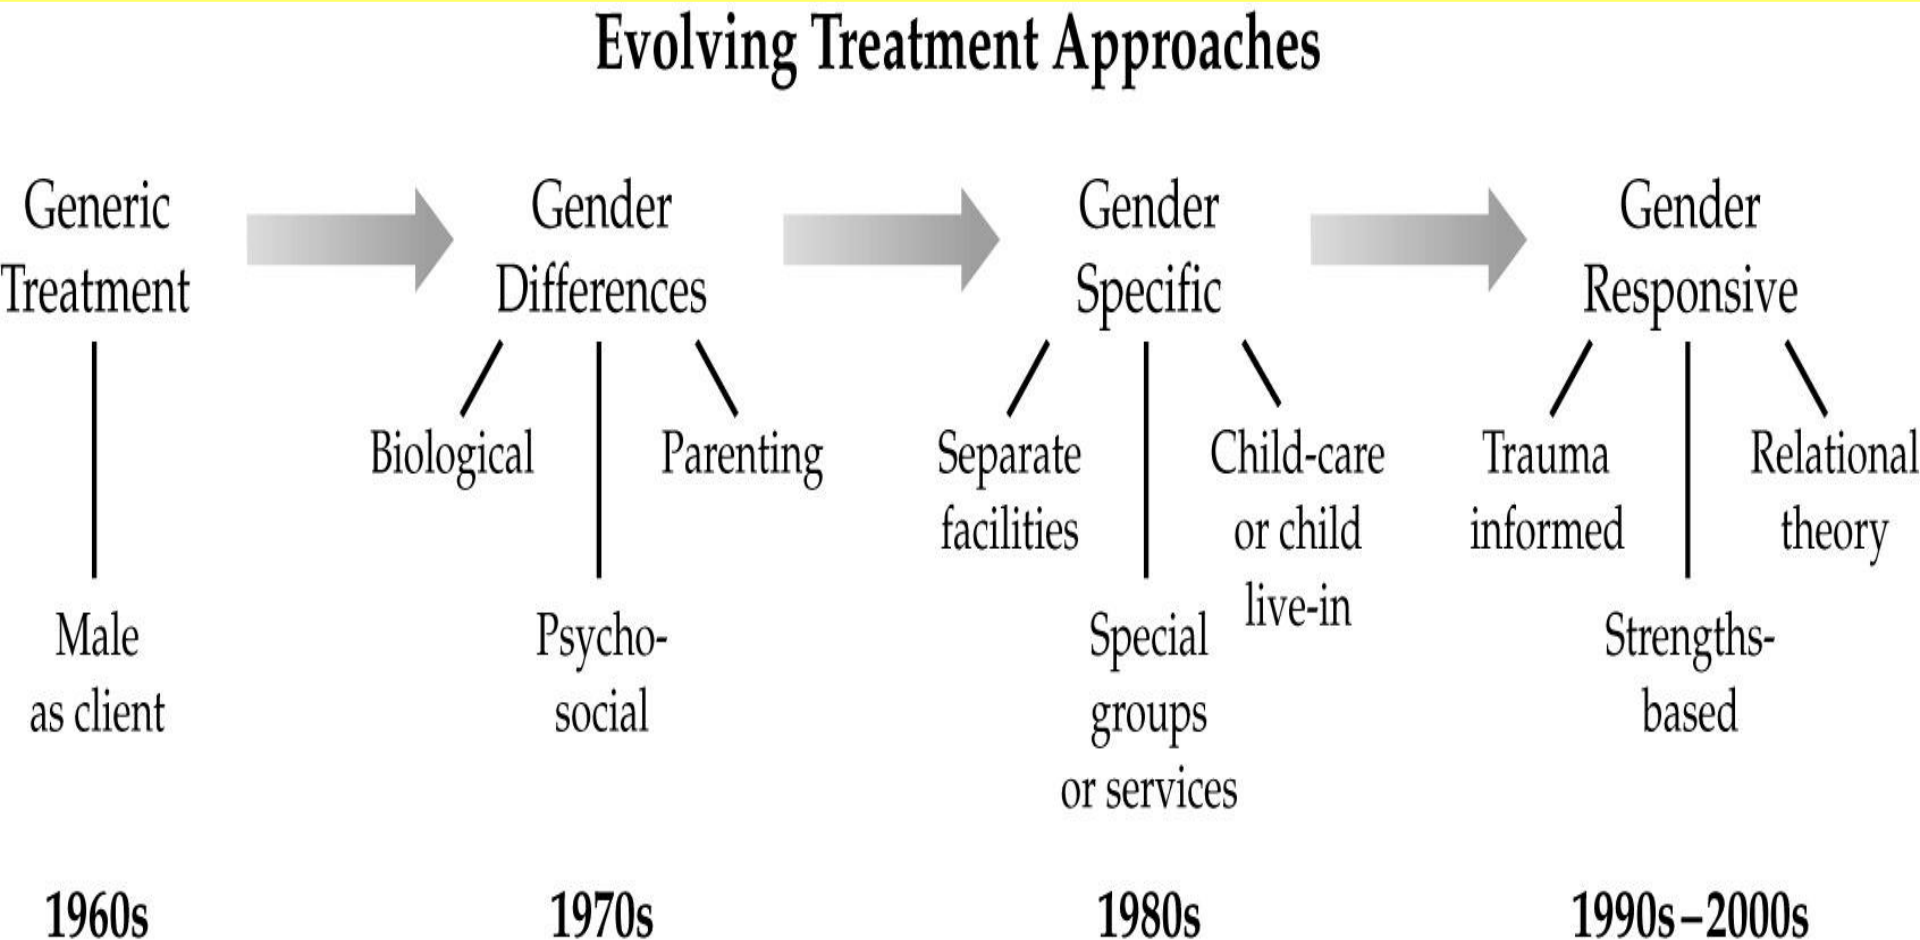 Evolving Treatment Approaches
Generic
Treatment
Male
as client
1960s
Gender
Differences
Biological
Psycho-
social
Parenting
1970s
Gender
Specific
Separate
facilities
Special
groups
or services
Child-care
or child
live-in
1980s
Gender
Responsive
Trauma
informed
Strengths-
based
Relational
theory
1990s–2000s